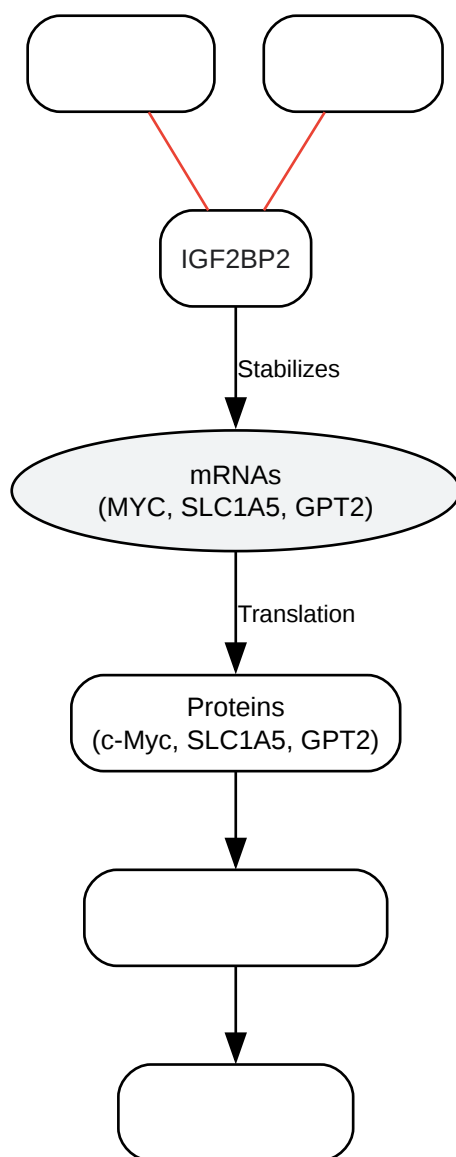 IGF2BP2
Stabilizes
mRNAs
(MYC, SLC1A5, GPT2)
Translation
Proteins
(c-Myc, SLC1A5, GPT2)